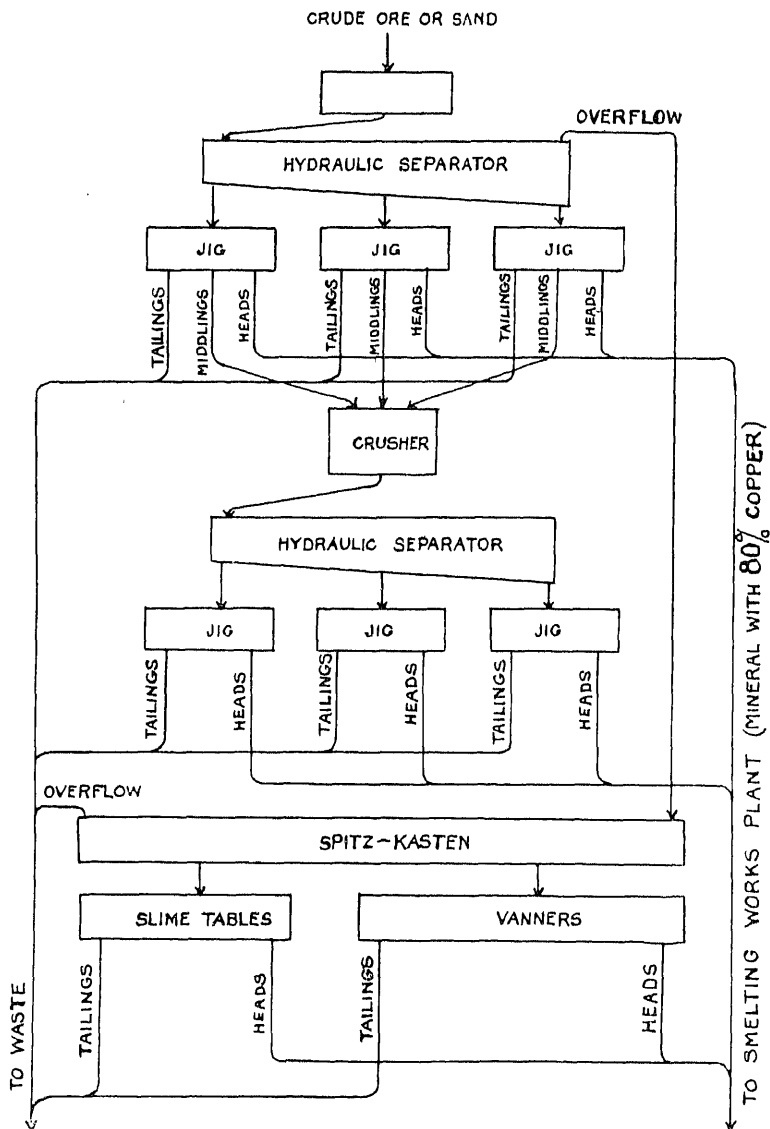 CRUDE ORE OR SAND
OVERFLOW
HYDRAULIC SEPARATOR
JIG
JIG
JIG
TAILINGS
MIDDLINGS
HEADS
TAILINGS
MIDDLINGS
HEADS
TAILINGS
MIDDLINGS
HEADS
CRUSHER
HYDRAULIC SEPARATOR
JIG
JIG
JIG
TAILINGS
HEADS
TAILINGS
HEADS
TAILINGS
HEADS
OVERFLOW
SPITZ-KASTEN
SLIME TABLES
VANNERS
TAILINGS
HEADS
TAILINGS
HEADS
TO WASTE
TO SMELTING WORKS PLANT (MINERAL WITH 80% COPPER)